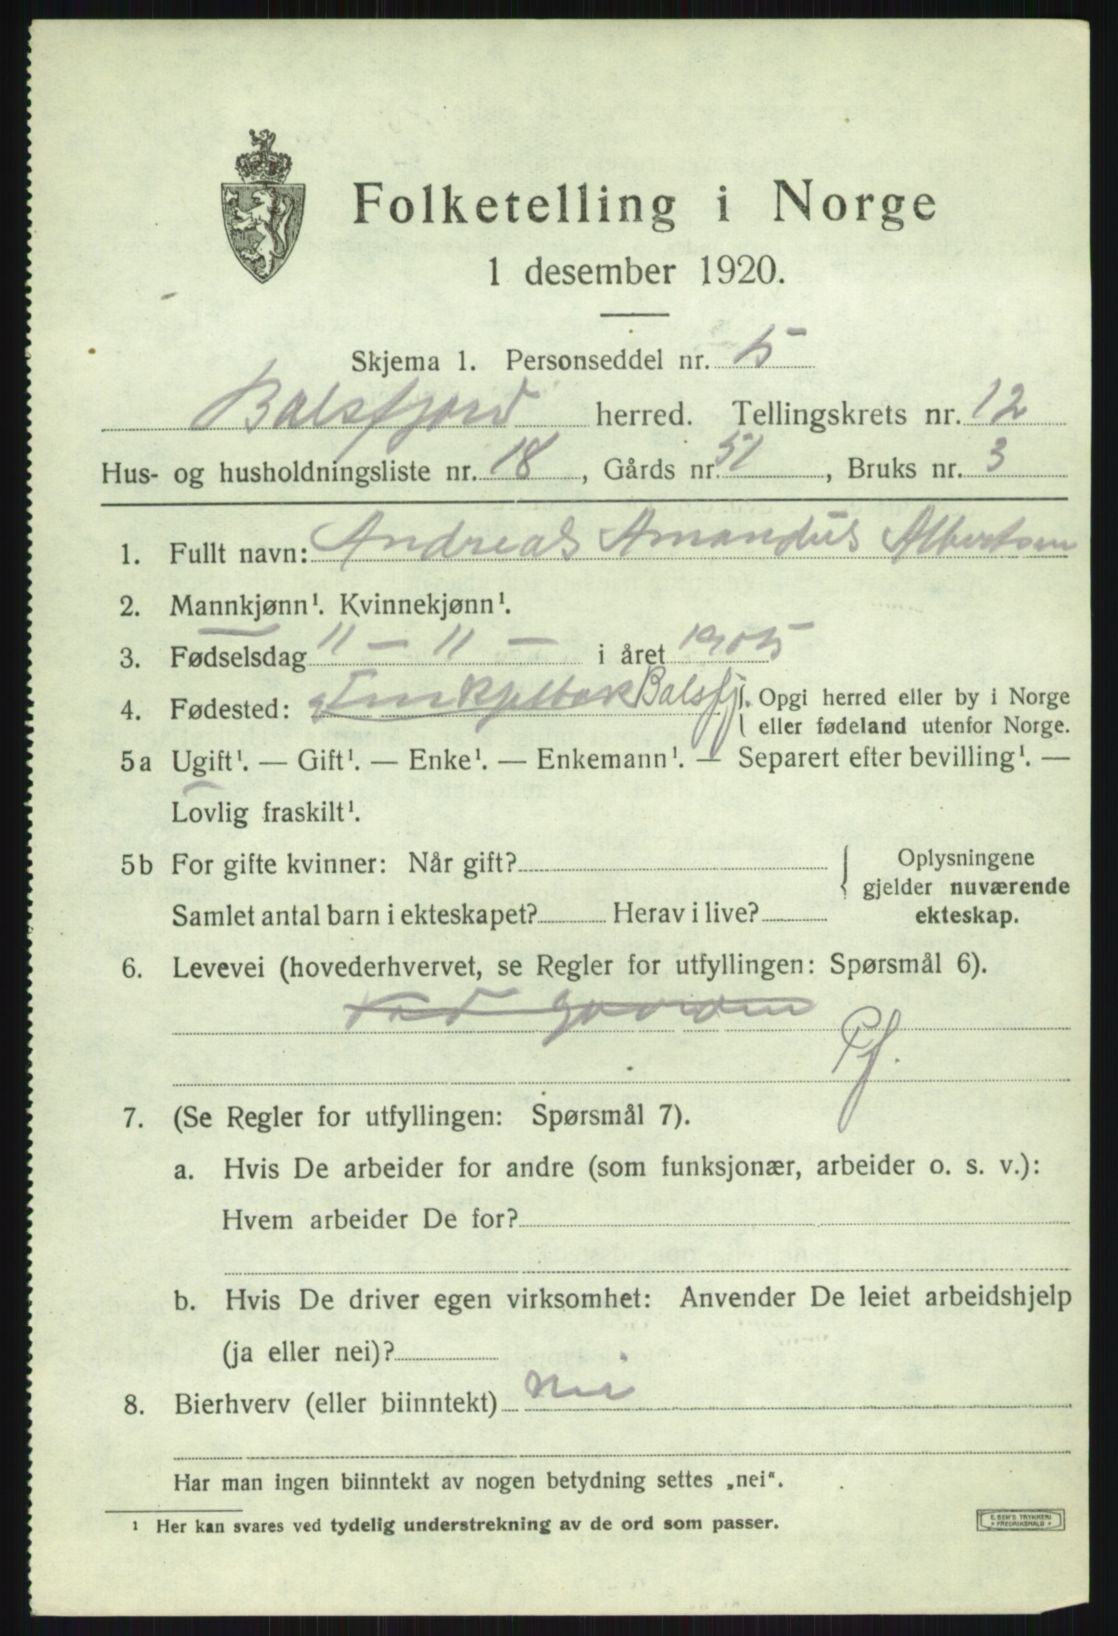 Folketelling i Norge
1 desember 1920.
Skjema 1. Personseddel nr. 5
Balsfjord herred. Tellingskrets nr. 12
Hus- og husholdningsliste nr. 18, Gårds nr. 51, Bruks nr. 3
1. Fullt navn: Andreas Amandus Albertsen
2. Mannkjønn¹. Kvinnekjønn¹.
3. Fødselsdag 11 – 11 – i året 1905
4. Fødested: Balsfj. Opgi herred eller by i Norge
eller fødeland utenfor Norge.
5a Ugift¹. — Gift¹. — Enke¹. — Enkemann¹. — Separert efter bevilling¹. —
Lovlig fraskilt¹.
5b For gifte kvinner: Når gift? Oplysningene
gjelder nuværende
Samlet antal barn i ekteskapet? Herav i live? ekteskap.
6. Levevei (hovederhvervet, se Regler for utfyllingen: Spørsmål 6).
ved gaarden
Pf.
7. (Se Regler for utfyllingen: Spørsmål 7).
a. Hvis De arbeider for andre (som funksjonær, arbeider o. s. v.):
Hvem arbeider De for?
b. Hvis De driver egen virksomhet: Anvender De leiet arbeidshjelp
(ja eller nei)?
8. Bierhverv (eller biinntekt) nei
Har man ingen biinntekt av nogen betydning settes „nei“.
¹ Her kan svares ved tydelig understrekning av de ord som passer.
E. SEM'S TRYKKERI
FREDRIKSHALD